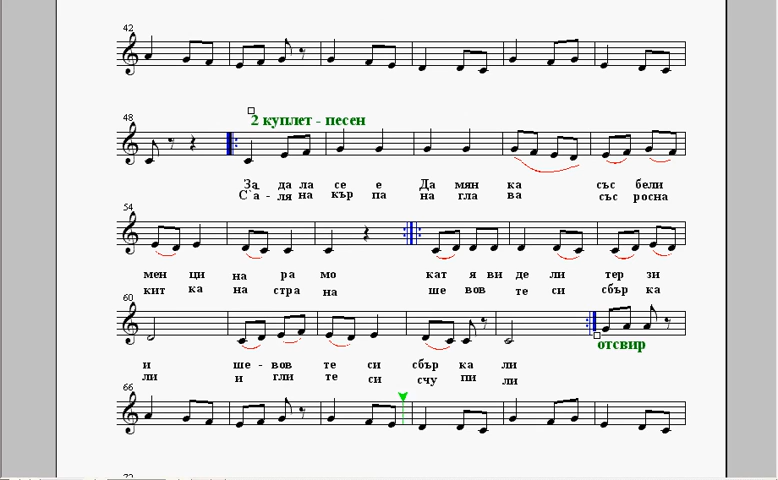 42
48
2 куплет - песен
За да ла се е Да мян ка със бели
С а - ля на кър па на гла ва със росна
54
мен ци на ра мо кат я ви де ли тер зи
кит ка на стра на ше вов те си сбър ка
60
отсвир
и ше - вов те си сбър ка ли
ли и гли те си счу пи ли
66
72